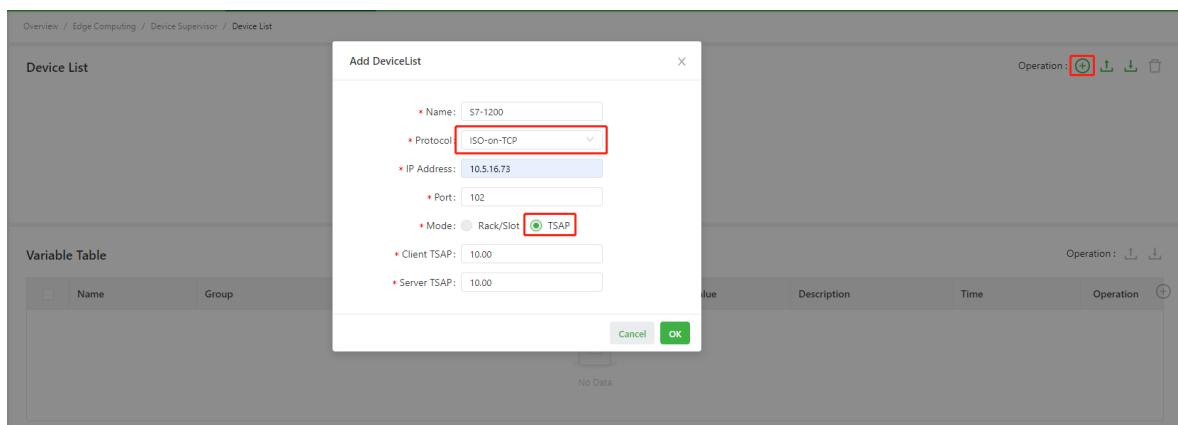 Overview / Edge Computing / Device Supervisor / Device List
Device List
Operation :
Add DeviceList
* Name: S7-1200
* Protocol: ISO-on-TCP
* IP Address: 10.5.16.73
* Port: 102
* Mode: Rack/Slot TSAP
* Client TSAP: 10.00
* Server TSAP: 10.00
Cancel OK
Variable Table
Operation :
Name Group Description Time Operation
No Data